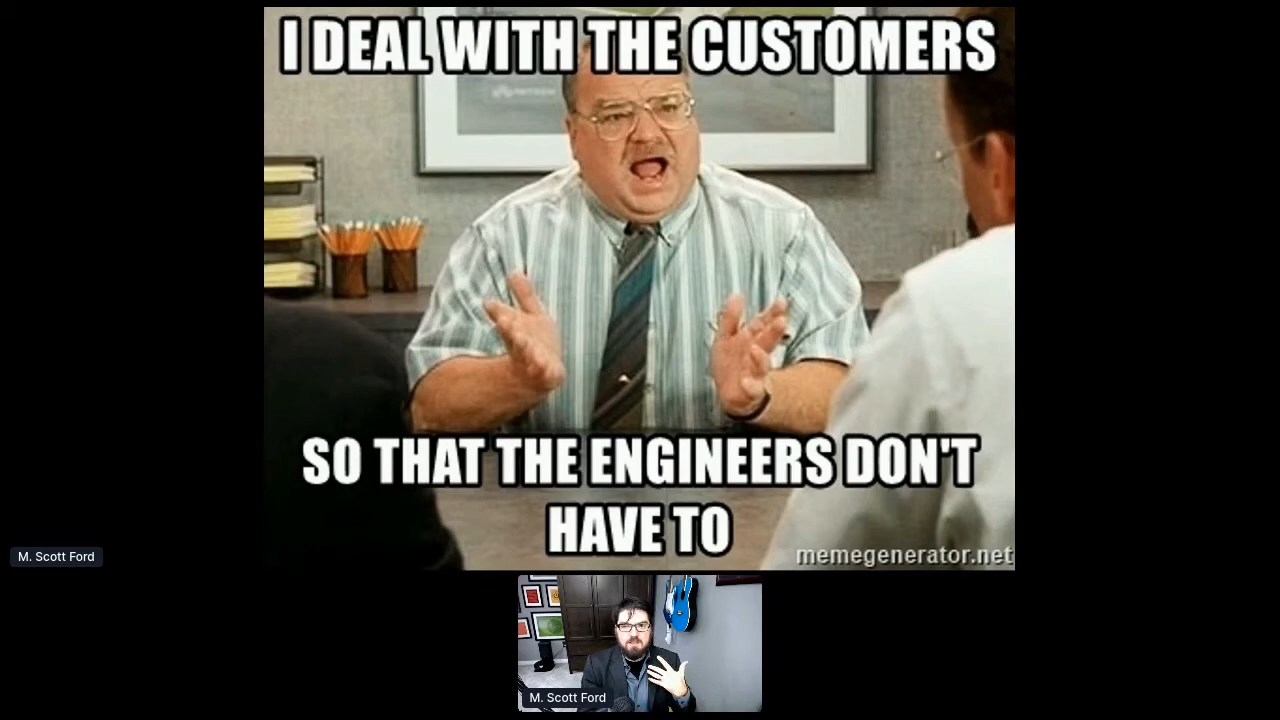 I DEAL WITH THE CUSTOMERS
SO THAT THE ENGINEERS DON'T
HAVE TO
memegenerator.net
M. Scott Ford
M. Scott Ford